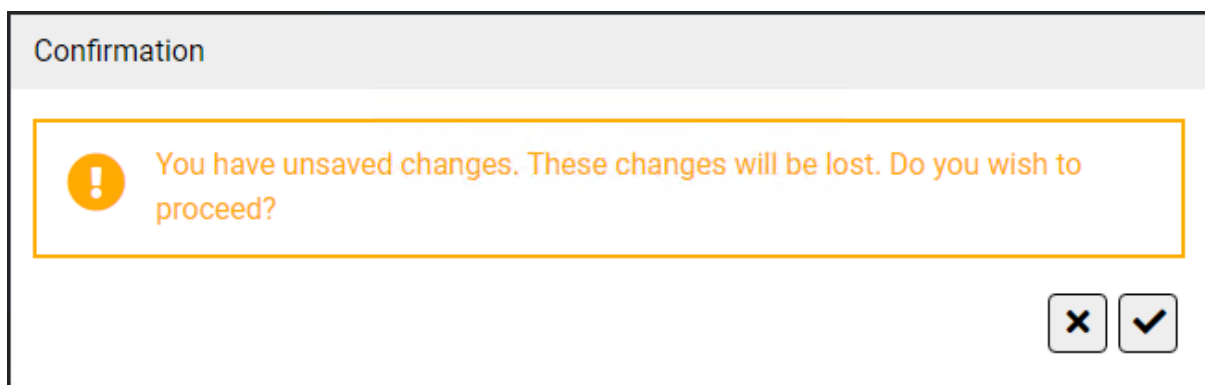 Confirmation
You have unsaved changes. These changes will be lost. Do you wish to
proceed?